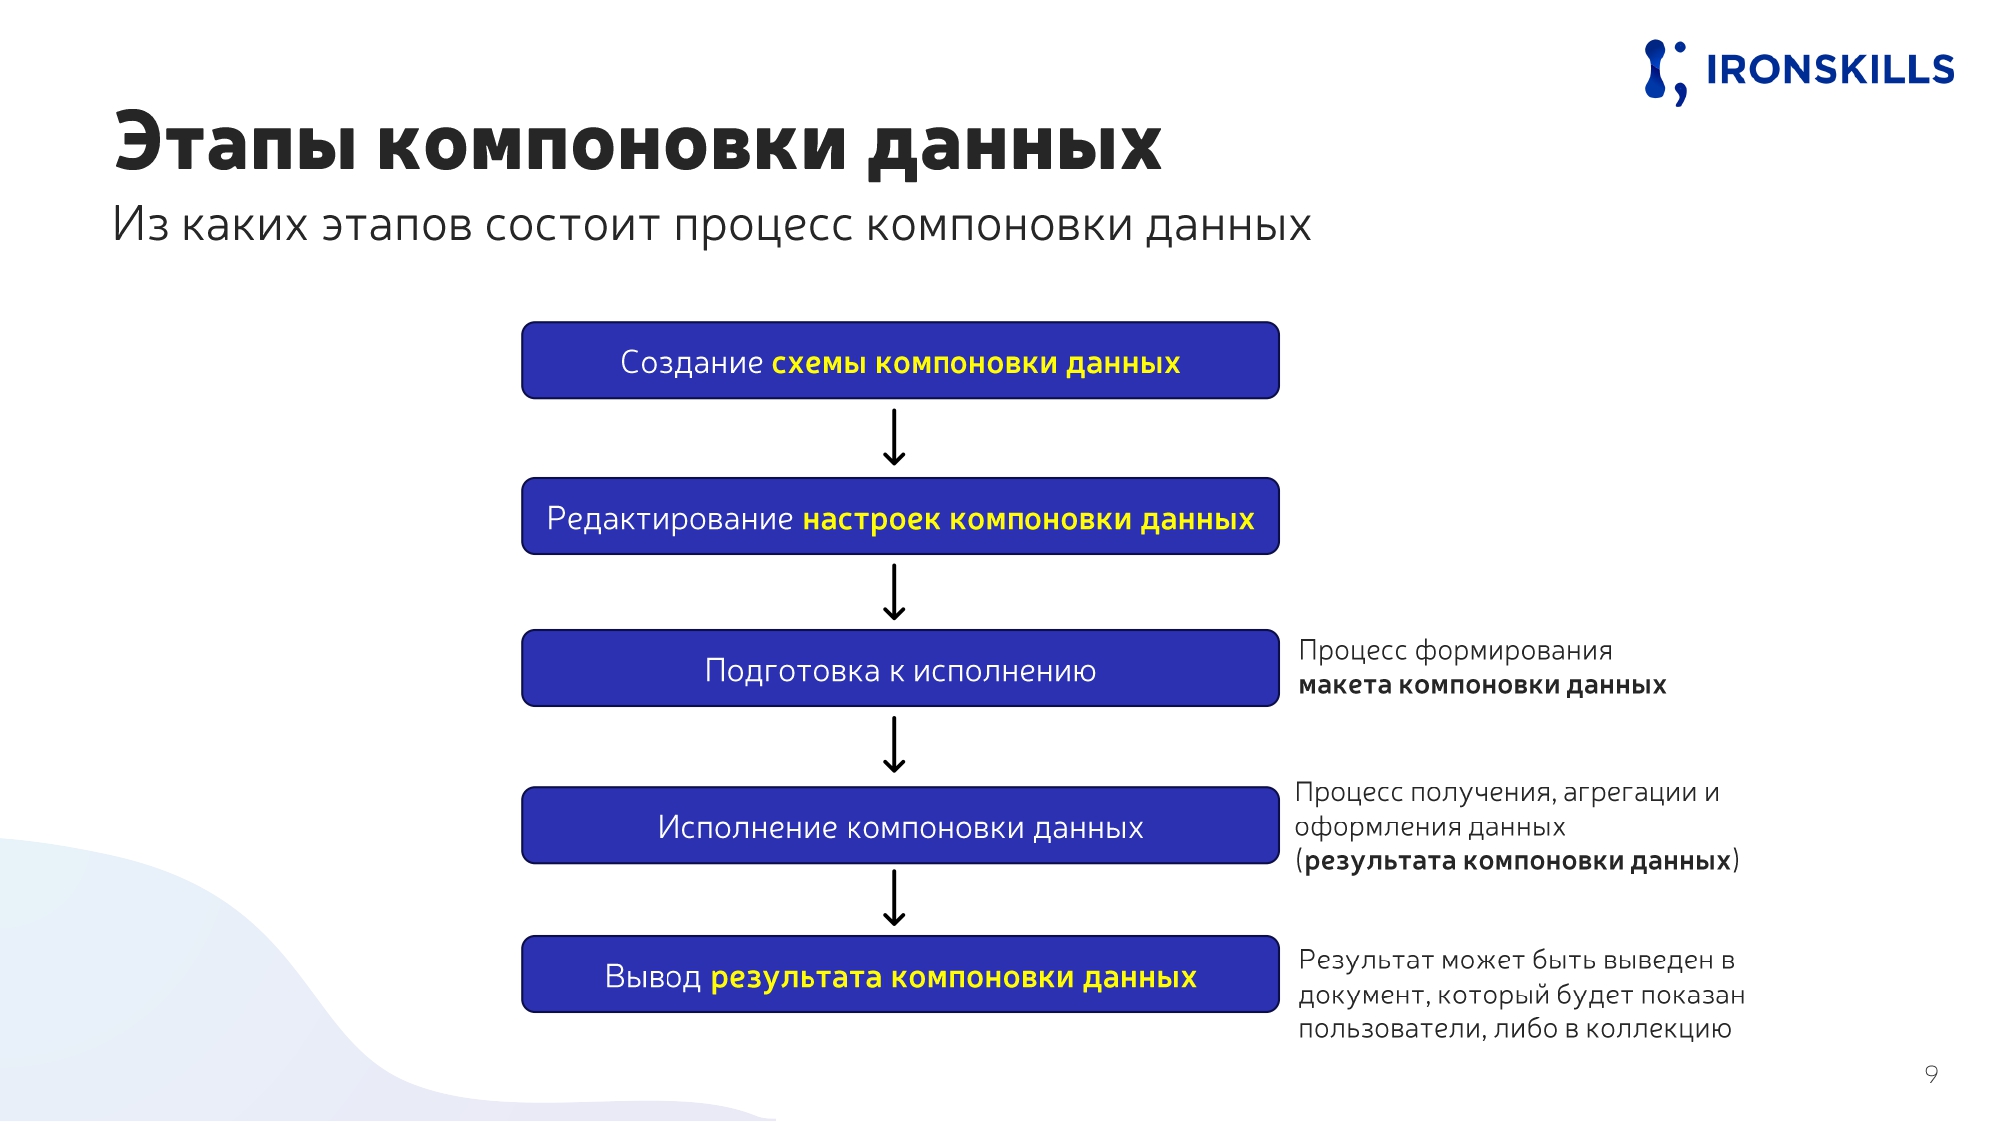 IRONSKILLS
Этапы компоновки данных
Из каких этапов состоит процесс компоновки данных
Создание схемы компоновки данных
Редактирование настроек компоновки данных
Подготовка к исполнению
Процесс формирования
макета компоновки данных
Исполнение компоновки данных
Процесс получения, агрегации и
оформления данных
(результата компоновки данных)
Вывод результата компоновки данных
Результат может быть выведен в
документ, который будет показан
пользователи, либо в коллекцию
9